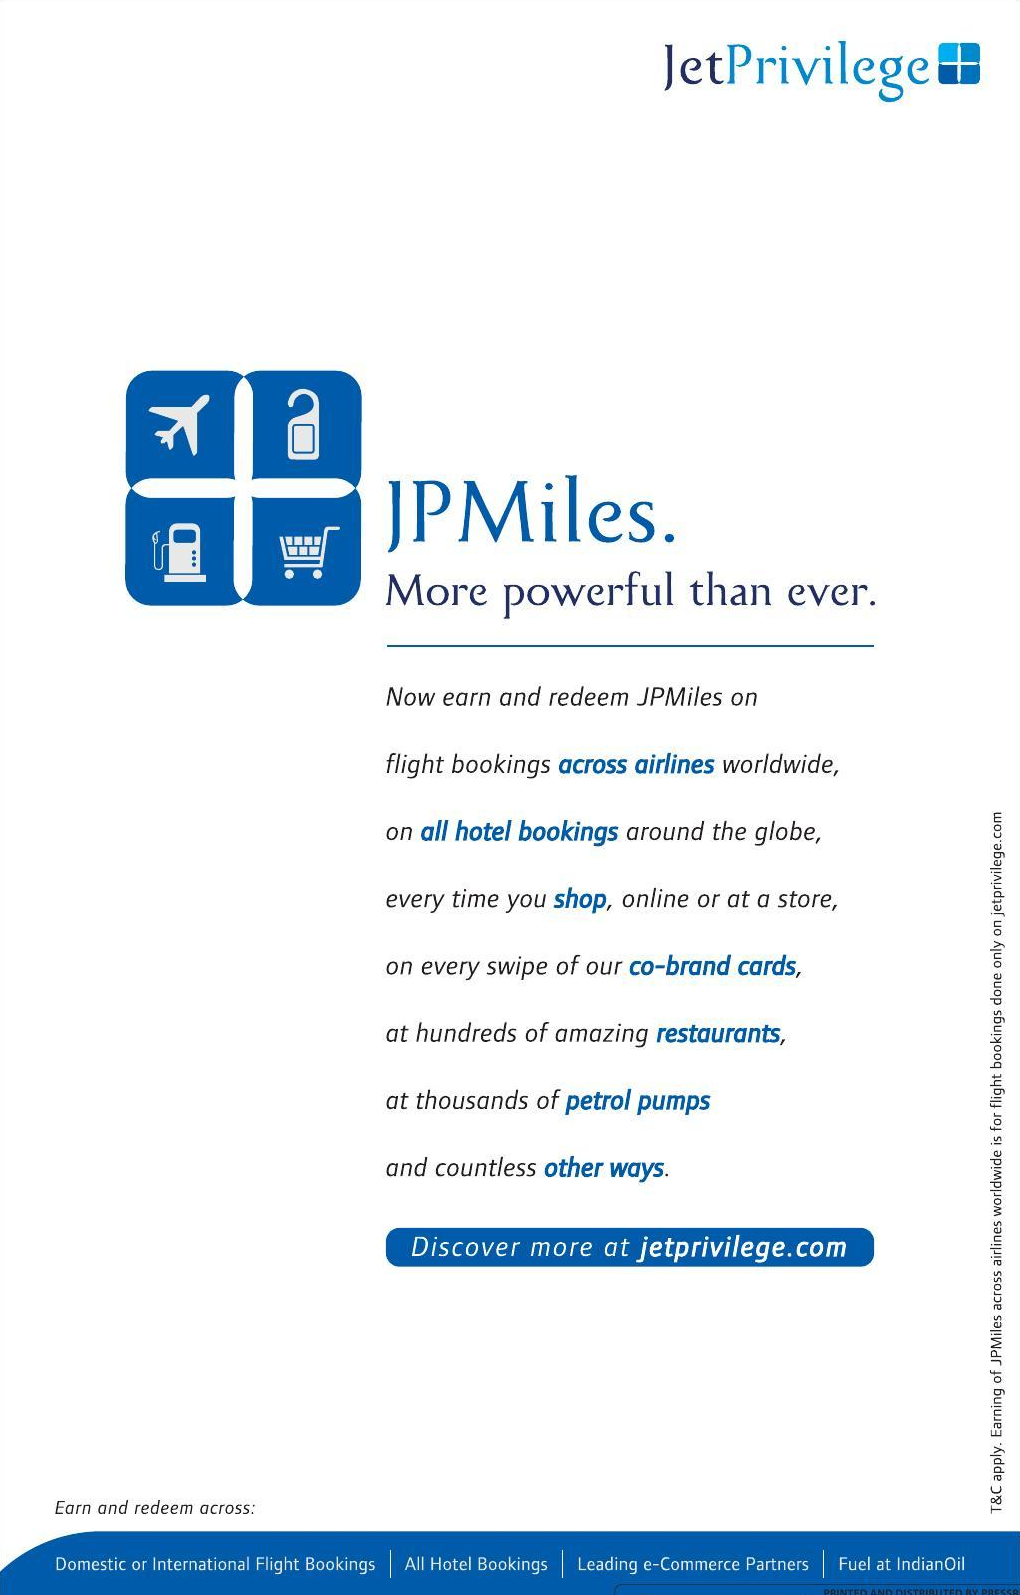 JetPrivilege
JPMiles.
More powerful than ever.
Now earn and redeem JPMiles on
flight bookings across airlines worldwide,
on all hotel bookings around the globe,
every time you shop, online or at a store,
on every swipe of our co-brand cards,
at hundreds of amazing restaurants,
at thousands of petrol pumps
and countless other ways.
Discover more at jetprivilege.com
T&C apply. Earning of JPMiles across airlines worldwide is for flight bookings done only on jetprivilege.com
Earn and redeem across:
Domestic or International Flight Bookings | All Hotel Bookings | Leading e-Commerce Partners | Fuel at IndianOil
PRINTED AND DISTRIBUTED BY